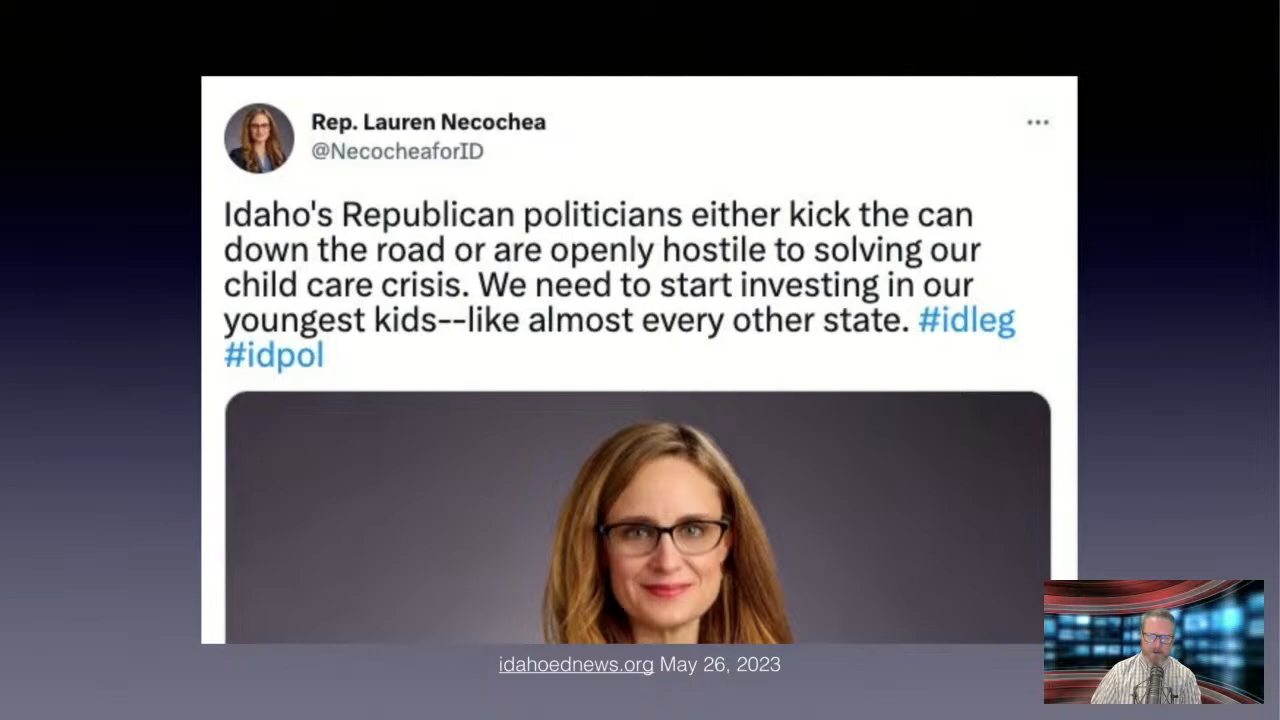 Rep. Lauren Necochea
@NecocheaforID
Idaho's Republican politicians either kick the can
down the road or are openly hostile to solving our
child care crisis. We need to start investing in our
youngest kids--like almost every other state. #idleg
#idpol
idahoednews.org May 26, 2023